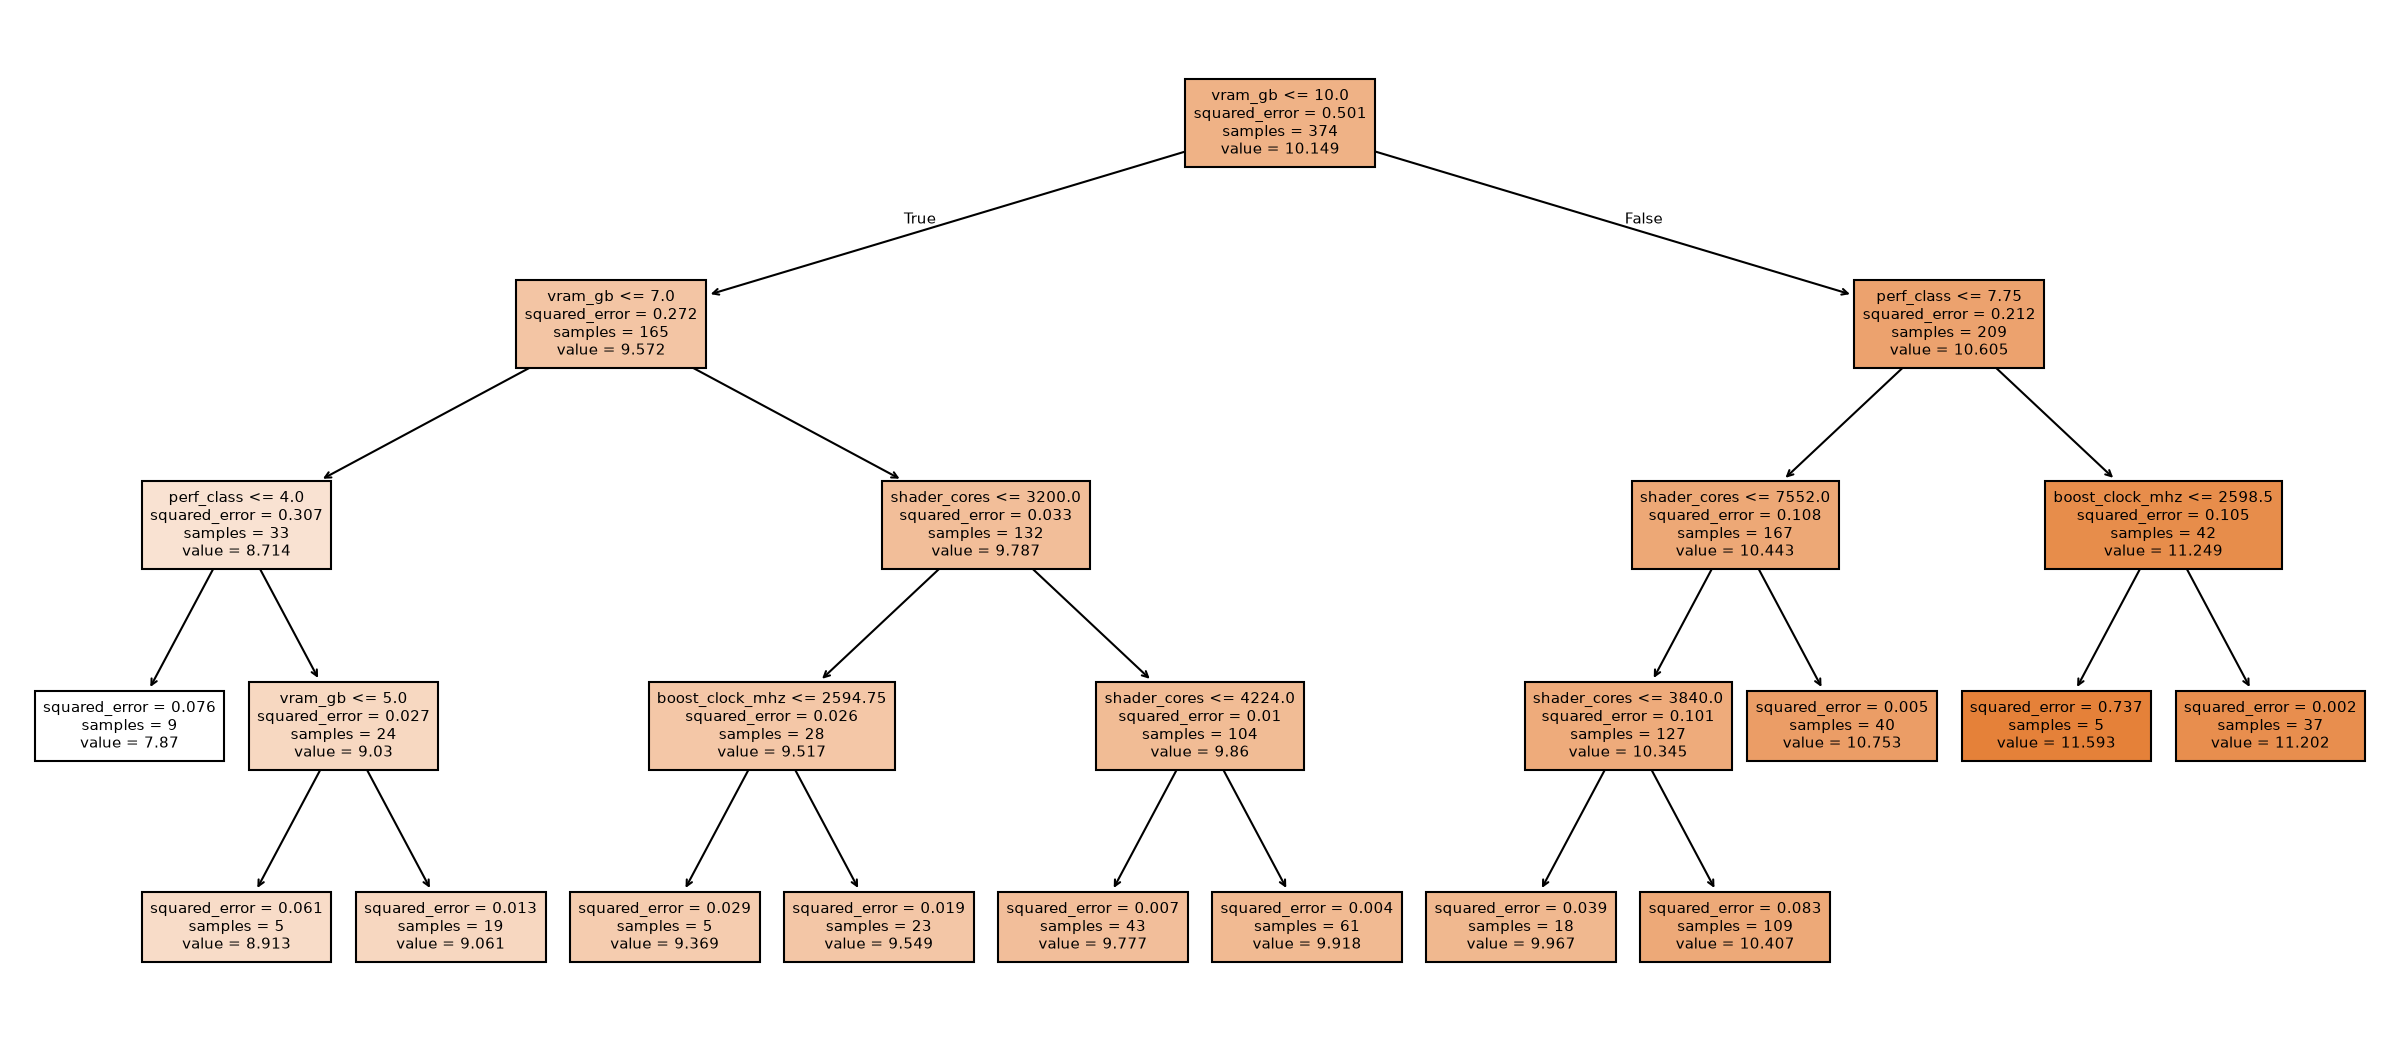 vram_gb <= 10.0
squared_error = 0.501
samples = 374
value = 10.149
True
False
vram_gb <= 7.0
squared_error = 0.272
samples = 165
value = 9.572
perf_class <= 7.75
squared_error = 0.212
samples = 209
value = 10.605
perf_class <= 4.0
squared_error = 0.307
samples = 33
value = 8.714
shader_cores <= 3200.0
squared_error = 0.033
samples = 132
value = 9.787
shader_cores <= 7552.0
squared_error = 0.108
samples = 167
value = 10.443
boost_clock_mhz <= 2598.5
squared_error = 0.105
samples = 42
value = 11.249
squared_error = 0.076
samples = 9
value = 7.87
vram_gb <= 5.0
squared_error = 0.027
samples = 24
value = 9.03
boost_clock_mhz <= 2594.75
squared_error = 0.026
samples = 28
value = 9.517
shader_cores <= 4224.0
squared_error = 0.01
samples = 104
value = 9.86
shader_cores <= 3840.0
squared_error = 0.101
samples = 127
value = 10.345
squared_error = 0.005
samples = 40
value = 10.753
squared_error = 0.737
samples = 5
value = 11.593
squared_error = 0.002
samples = 37
value = 11.202
squared_error = 0.061
samples = 5
value = 8.913
squared_error = 0.013
samples = 19
value = 9.061
squared_error = 0.029
samples = 5
value = 9.369
squared_error = 0.019
samples = 23
value = 9.549
squared_error = 0.007
samples = 43
value = 9.777
squared_error = 0.004
samples = 61
value = 9.918
squared_error = 0.039
samples = 18
value = 9.967
squared_error = 0.083
samples = 109
value = 10.407